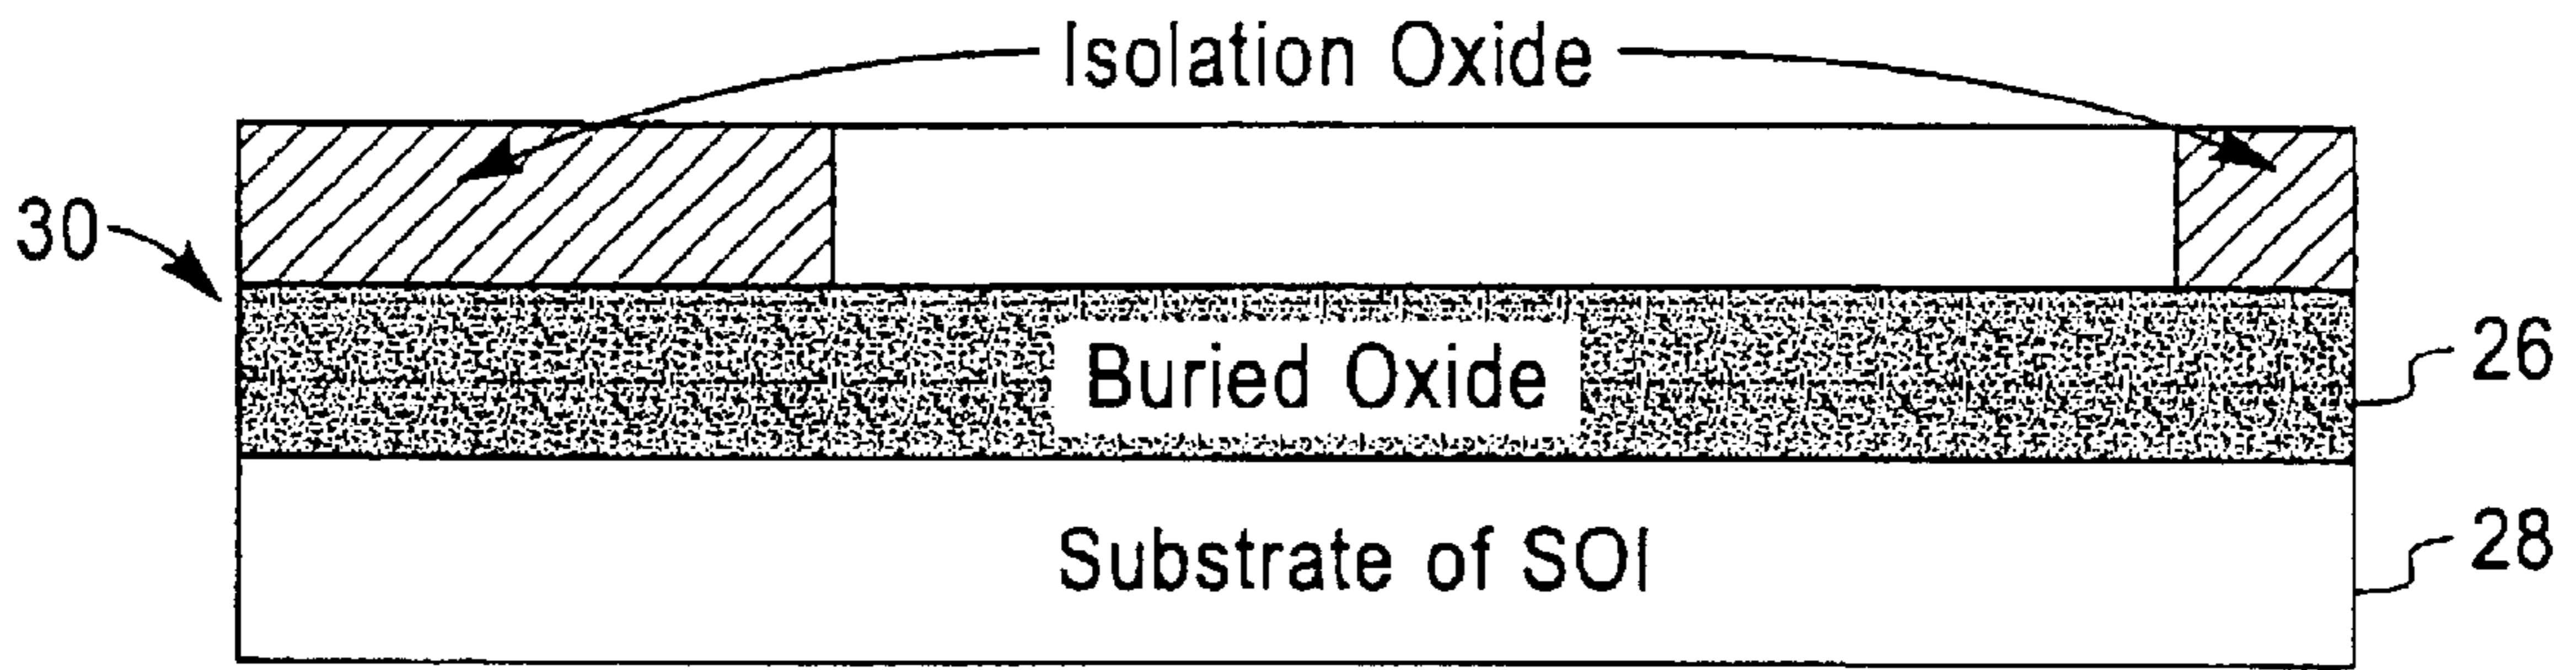 Isolation Oxide
30
Buried Oxide
26
Substrate of SOI
28